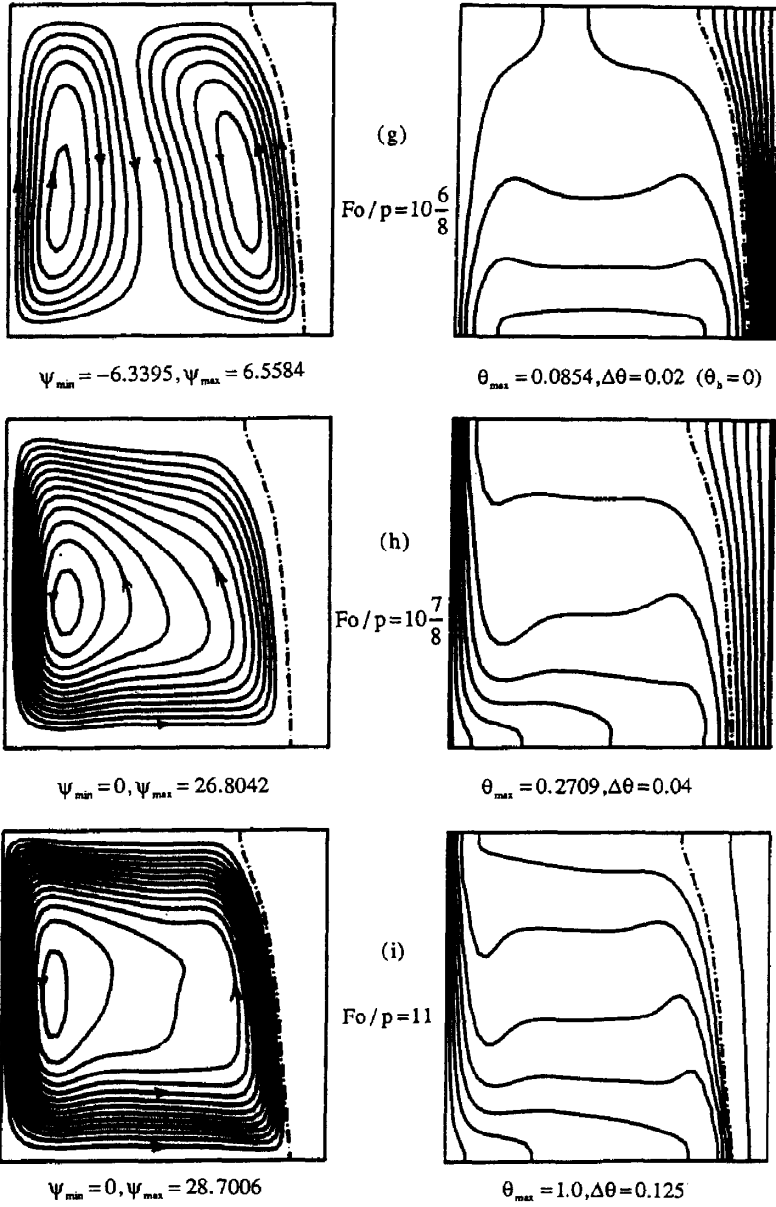 (g)
Fo/p=10 6/8
ψmin = −6.3395, ψmax = 6.5584
θmax = 0.0854, Δθ=0.02 (θh=0)
(h)
Fo/p=10 7/8
ψmin = 0, ψmax = 26.8042
θmax = 0.2709, Δθ=0.04
(i)
Fo/p=11
ψmin = 0, ψmax = 28.7006
θmax = 1.0, Δθ=0.125